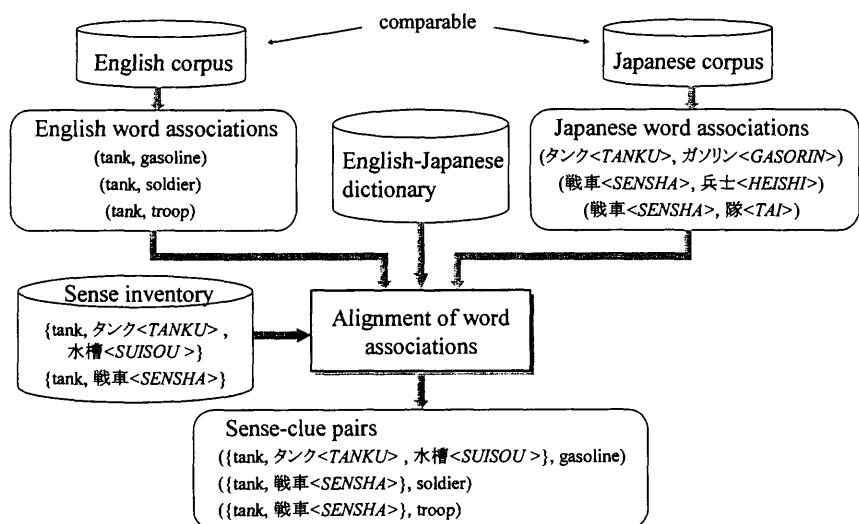 comparable
English corpus
Japanese corpus
English word associations
(tank, gasoline)
(tank, soldier)
(tank, troop)
English-Japanese
dictionary
Japanese word associations
(タンク<TANKU>, ガソリン<GASORIN>)
(戦車<SENSHA>, 兵士<HEISHI>)
(戦車<SENSHA>, 隊<TAI>)
Sense inventory
{tank, タンク<TANKU> ,
水槽<SUISOU >}
{tank, 戦車<SENSHA>}
Alignment of word
associations
Sense-clue pairs
({tank, タンク<TANKU> , 水槽<SUISOU >}, gasoline)
({tank, 戦車<SENSHA>}, soldier)
({tank, 戦車<SENSHA>}, troop)